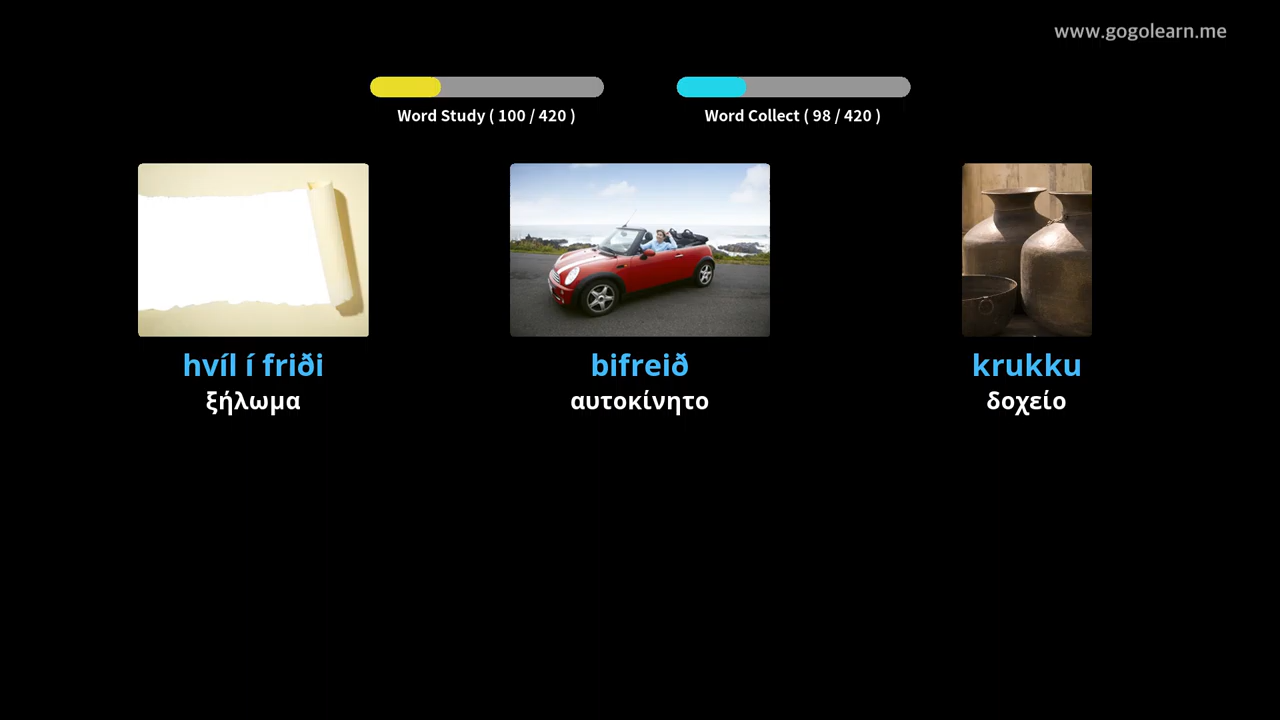 www.gogolearn.me
Word Study ( 100 / 420 )
Word Collect ( 98 / 420 )
hvíl í friði
ξήλωμα
bifreið
αυτοκίνητο
krukku
δοχείο